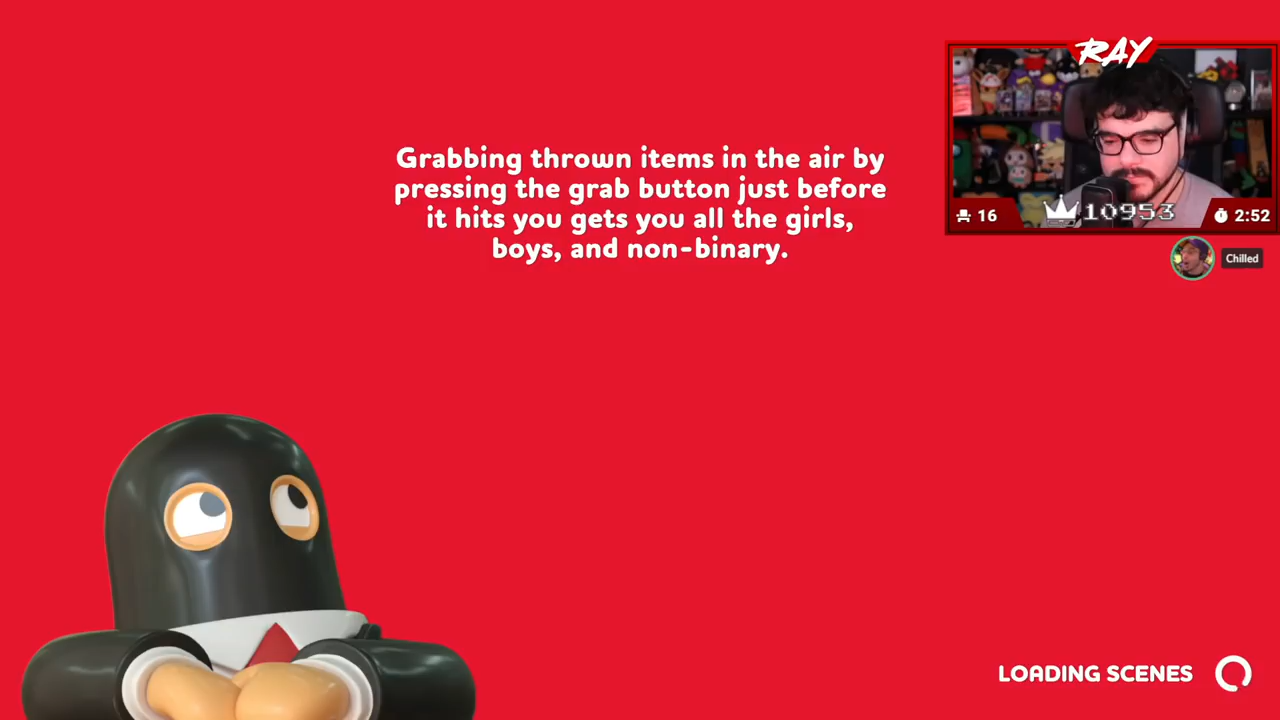 RAY
Grabbing thrown items in the air by
pressing the grab button just before
it hits you gets you all the girls,
boys, and non-binary.
16
10953
2:52
Chilled
LOADING SCENES